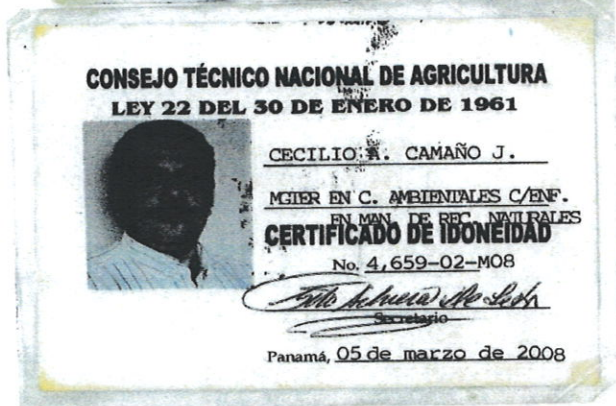 CONSEJO TÉCNICO NACIONAL DE AGRICULTURA
LEY 22 DEL 30 DE ENERO DE 1961
CECILIO A. CAMAÑO J.
MGTER EN C. AMBIENTALES C/ENF.
EN MAN. DE REC. NATURALES
CERTIFICADO DE IDONEIDAD
No. 4,659-02-M08
Secretario
Panamá, 05 de marzo de 2008